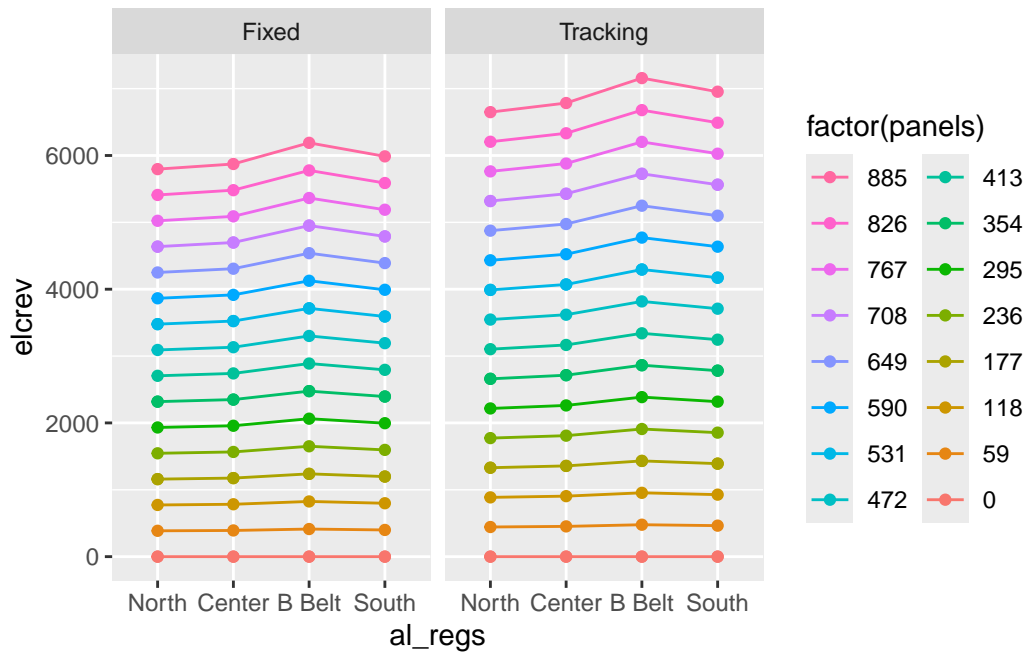 Fixed Tracking
6000
4000
2000
0
elcrev
North Center B Belt South North Center B Belt South
al_regs
factor(panels)
885 413
826 354
767 295
708 236
649 177
590 118
531 59
472 0